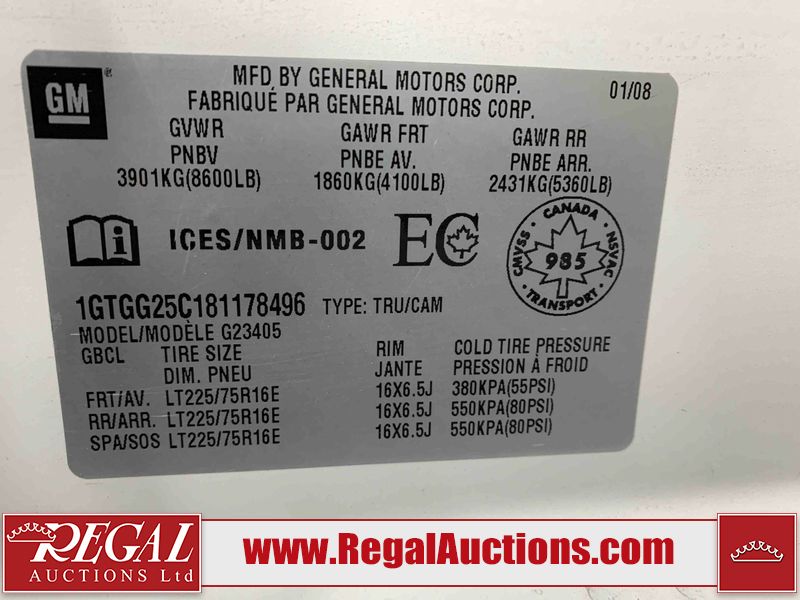 GM
MFD BY GENERAL MOTORS CORP.
FABRIQUÉ PAR GENERAL MOTORS CORP.
01/08
GVWR GAWR FRT GAWR RR
PNBV PNBE AV. PNBE ARR.
3901KG(8600LB) 1860KG(4100LB) 2431KG(5360LB)
ICES/NMB-002
EC
CANADA
CMVSS 985 NSVAC
TRANSPORT
1GTGG25C181178496 TYPE: TRU/CAM
MODEL/MODÈLE G23405
GBCL TIRE SIZE RIM COLD TIRE PRESSURE
DIM. PNEU JANTE PRESSION À FROID
FRT/AV. LT225/75R16E 16X6.5J 380KPA(55PSI)
RR/ARR. LT225/75R16E 16X6.5J 550KPA(80PSI)
SPA/SOS LT225/75R16E 16X6.5J 550KPA(80PSI)
REGAL
AUCTIONS Ltd
www.RegalAuctions.com